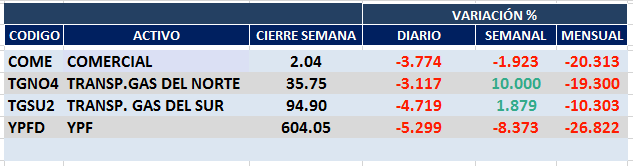 VARIACIÓN %
CODIGO ACTIVO CIERRE SEMANA DIARIO SEMANAL MENSUAL
COME COMERCIAL 2.04 -3.774 -1.923 -20.313
TGNO4 TRANSP.GAS DEL NORTE 35.75 -3.117 10.000 -19.300
TGSU2 TRANSP. GAS DEL SUR 94.90 -4.719 1.879 -10.303
YPFD YPF 604.05 -5.299 -8.373 -26.822